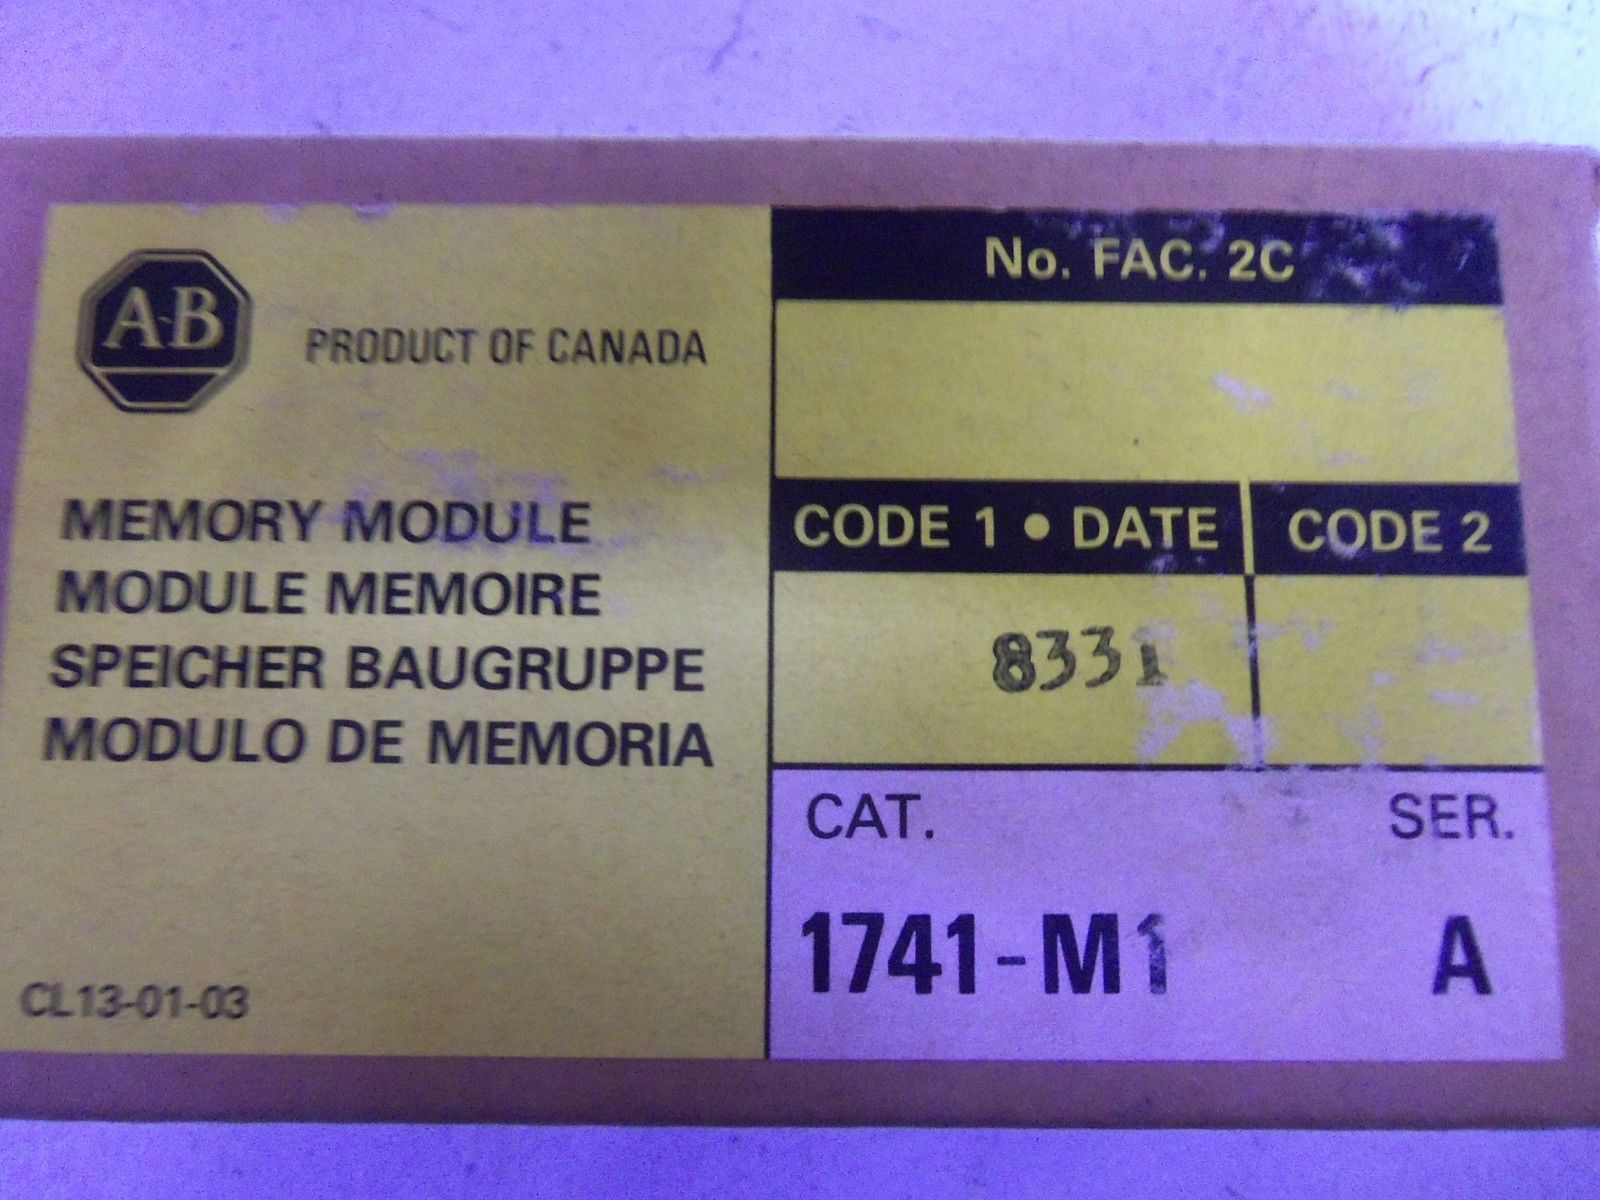 A-B
PRODUCT OF CANADA
MEMORY MODULE
MODULE MEMOIRE
SPEICHER BAUGRUPPE
MODULO DE MEMORIA
CL13-01-03
No. FAC. 2C
CODE 1 • DATE
CODE 2
8331
CAT.
SER.
1741-M1
A